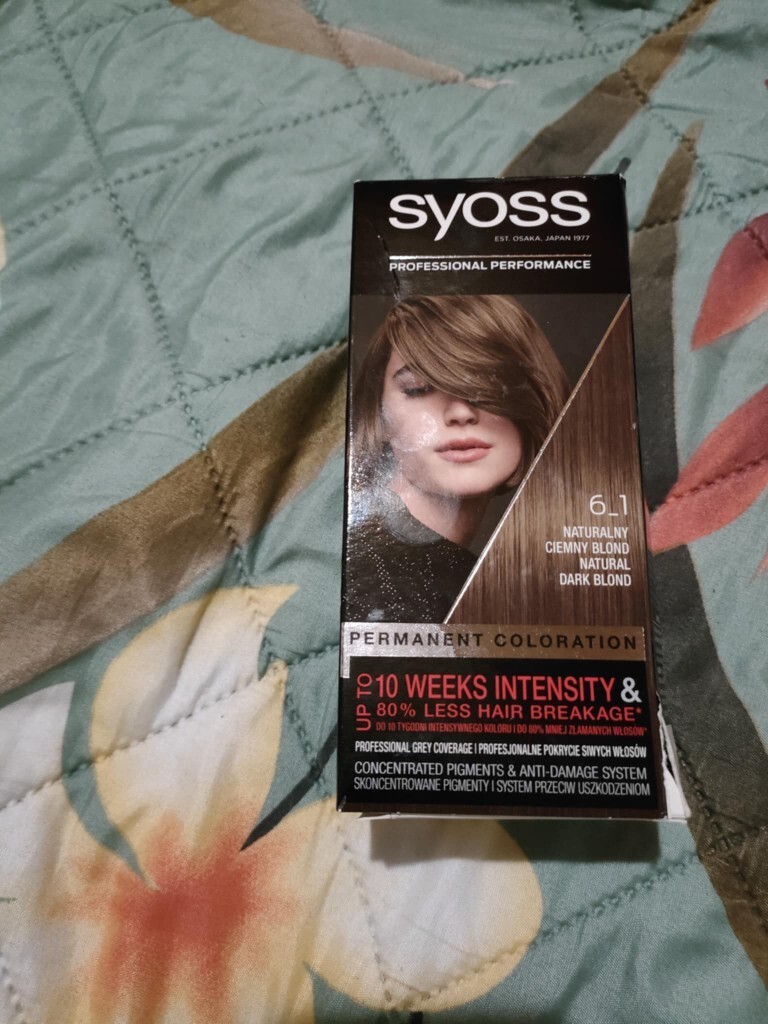 syoss
EST. OSAKA, JAPAN 1977
PROFESSIONAL PERFORMANCE
6_1
NATURALNY
CIEMNY BLOND
NATURAL
DARK BLOND
PERMANENT COLORATION
UP TO 10 WEEKS INTENSITY &
80% LESS HAIR BREAKAGE*
DO 10 TYGODNI INTENSYWNEGO KOLORU I DO 80% MNIEJ ZŁAMANYCH WŁOSÓW*
PROFESSIONAL GREY COVERAGE | PROFESJONALNE POKRYCIE SIWYCH WŁOSÓW
CONCENTRATED PIGMENTS & ANTI-DAMAGE SYSTEM
SKONCENTROWANE PIGMENTY I SYSTEM PRZECIW USZKODZENIOM